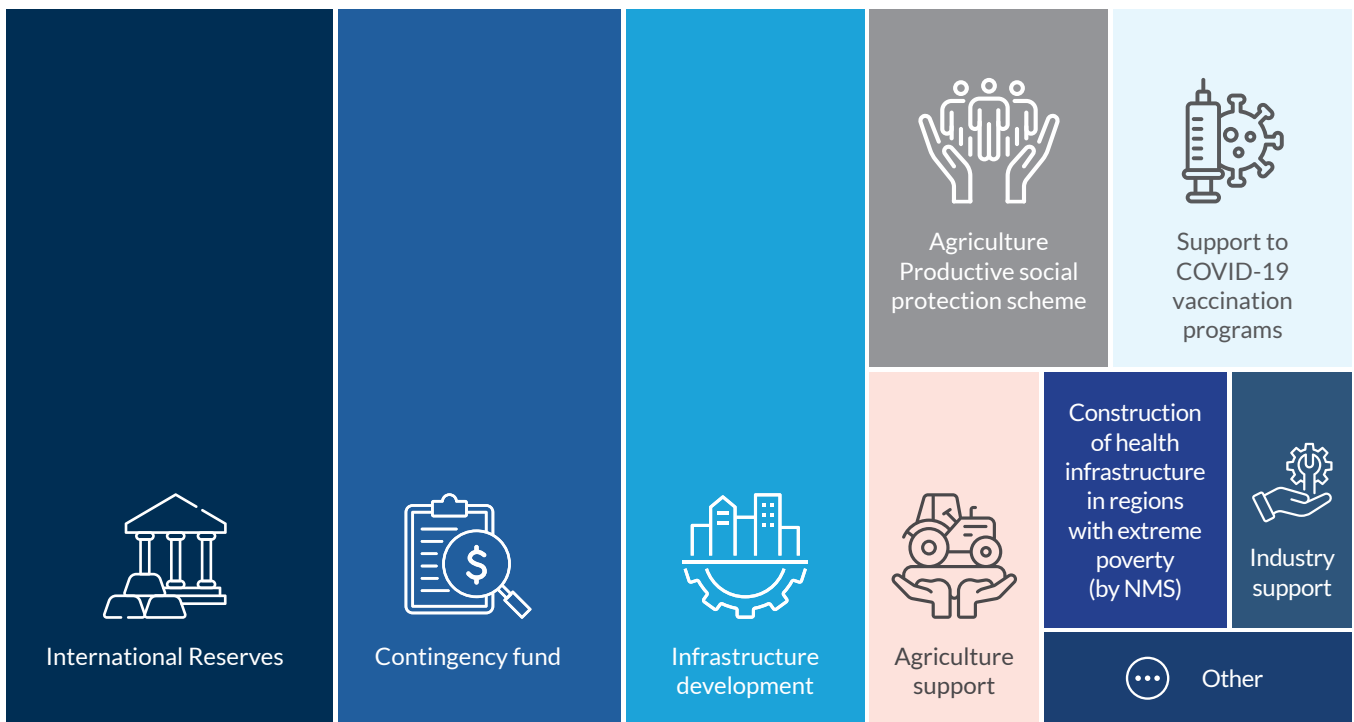 International Reserves
Contingency fund
$
Infrastructure
development
Agriculture
Productive social
protection scheme
Support to
COVID-19
vaccination
programs
Agriculture
support
Construction
of health
infrastructure
in regions
with extreme
poverty
(by NMS)
Industry
support
Other